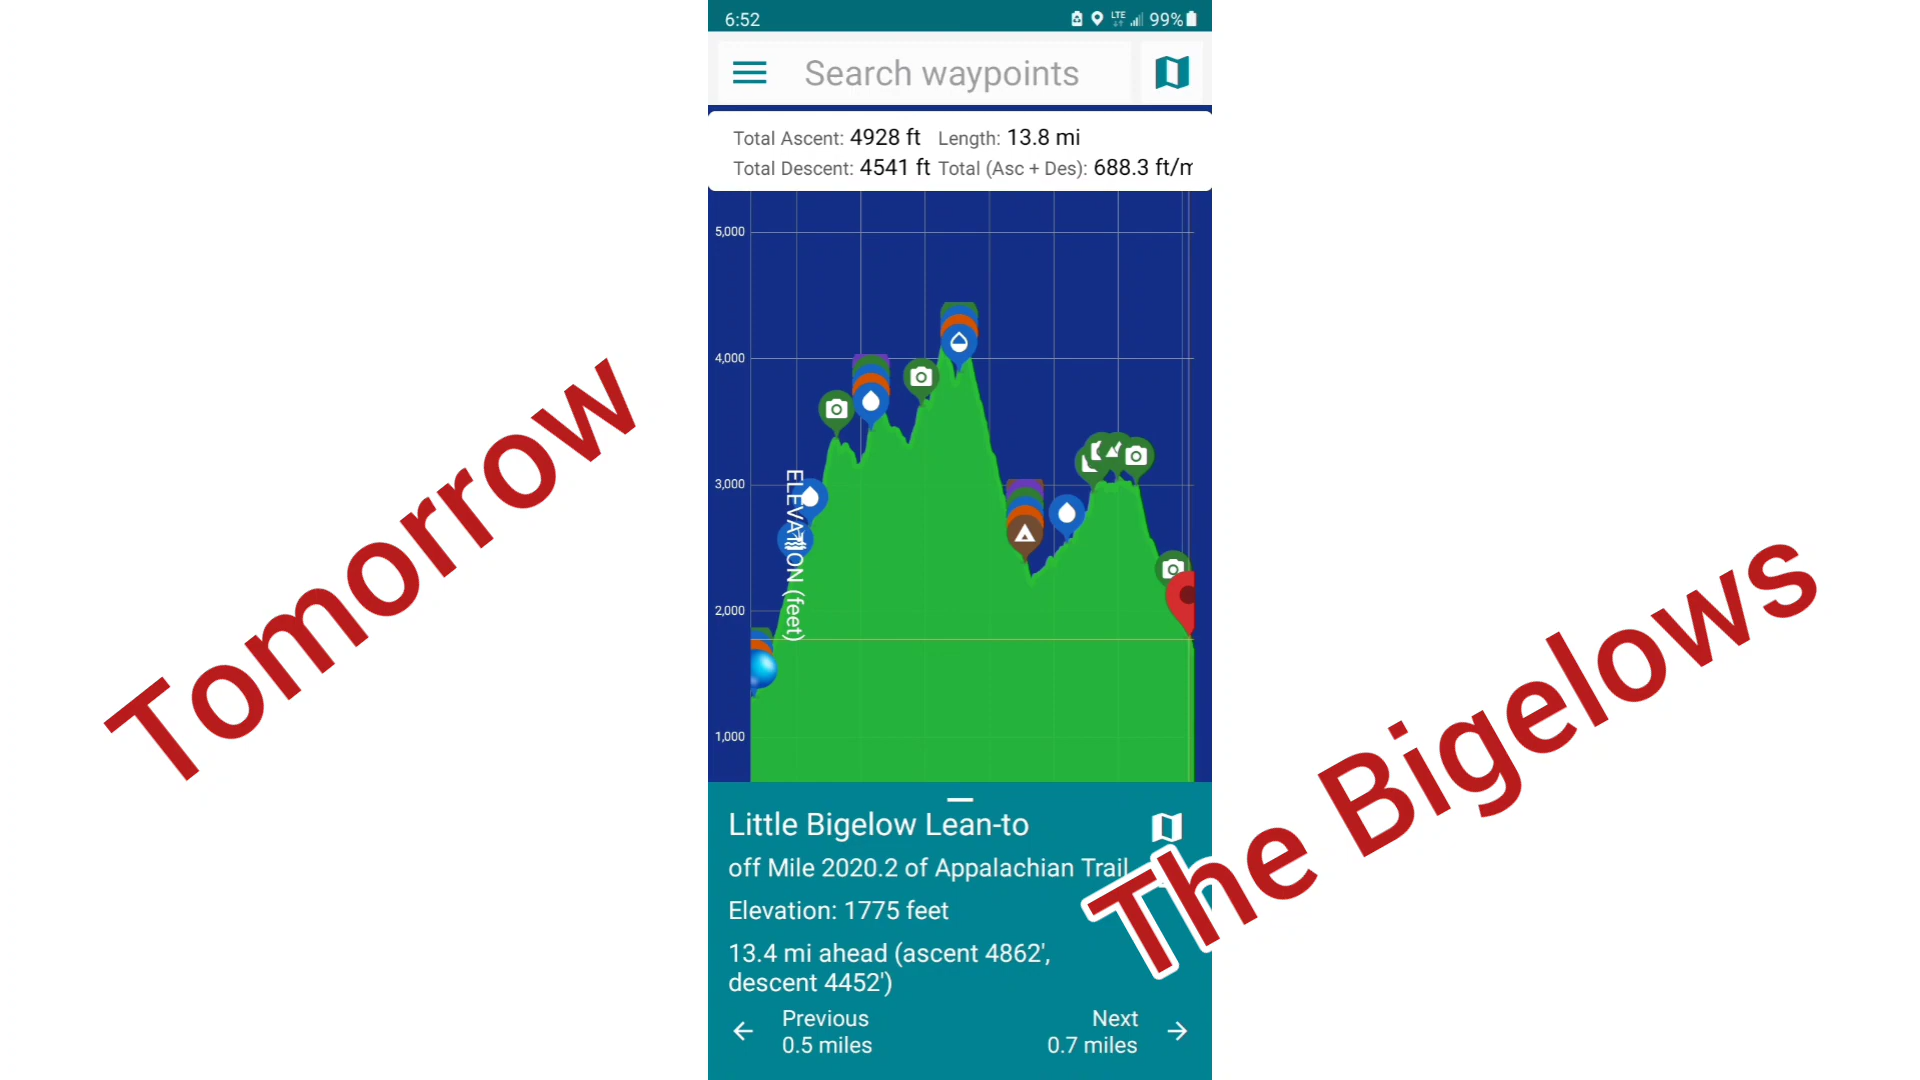 6:52
LTE
99%
Search waypoints
Total Ascent: 4928 ft Length: 13.8 mi
Total Descent: 4541 ft Total (Asc + Des): 688.3 ft/m
5,000
4,000
3,000
2,000
1,000
ELEVATION (feet)
Tomorrow
The Bigelows
Little Bigelow Lean-to
off Mile 2020.2 of Appalachian Trail
Elevation: 1775 feet
13.4 mi ahead (ascent 4862',
descent 4452')
Previous
0.5 miles
Next
0.7 miles